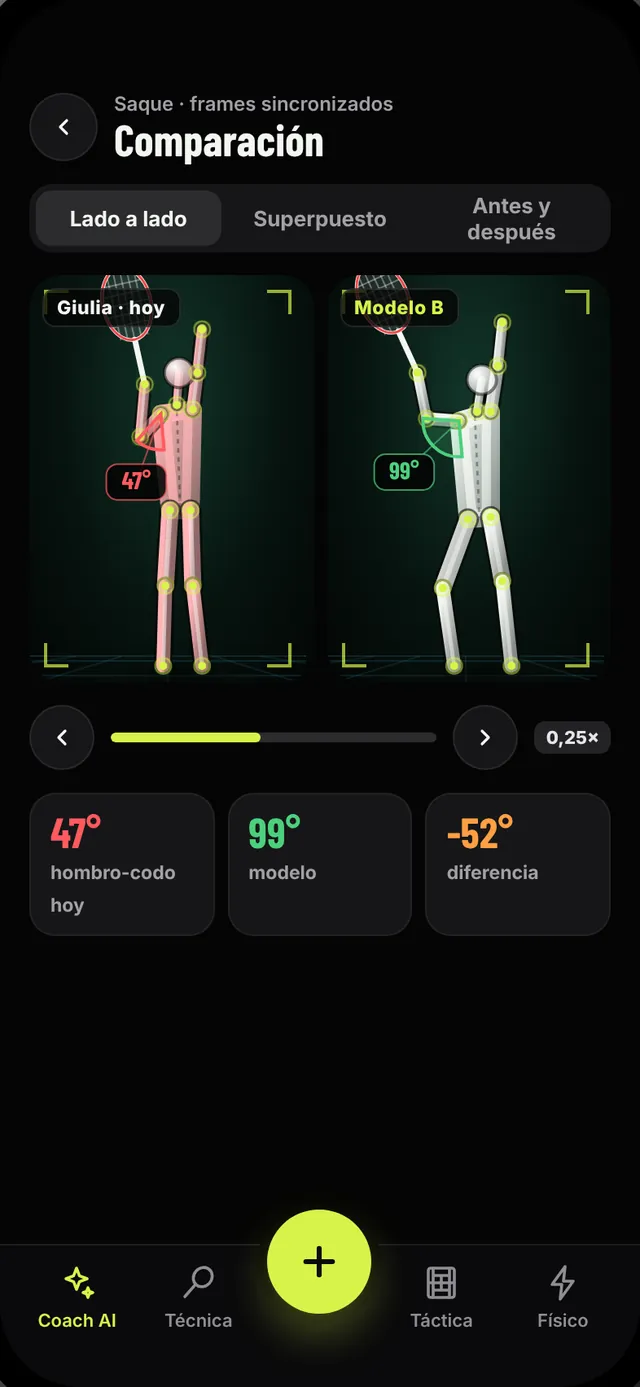 Saque · frames sincronizados
Comparación
Lado a lado
Superpuesto
Antes y
después
Giulia · hoy
Modelo B
47°
99°
0,25×
47°
hombro-codo
hoy
99°
modelo
-52°
diferencia
Coach AI
Técnica
Táctica
Físico